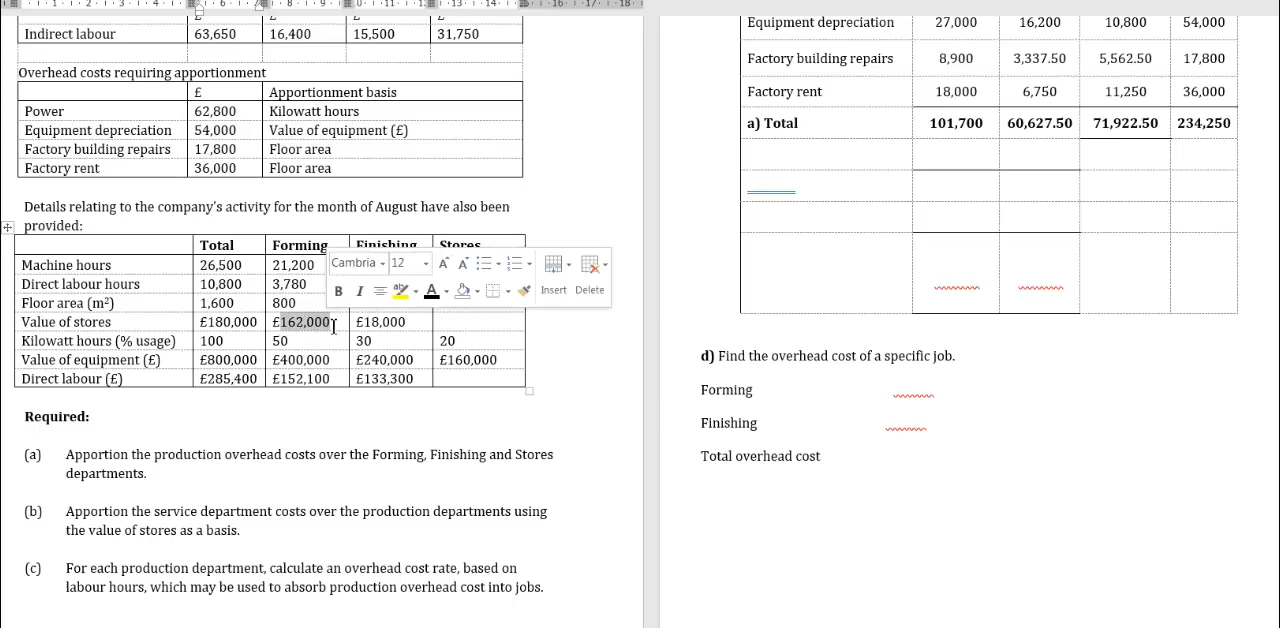 Indirect labour 63,650 16,400 15,500 31,750
Overhead costs requiring apportionment
£ Apportionment basis
Power 62,800 Kilowatt hours
Equipment depreciation 54,000 Value of equipment (£)
Factory building repairs 17,800 Floor area
Factory rent 36,000 Floor area
Details relating to the company's activity for the month of August have also been
provided:
Total Forming Finishing Stores
Machine hours 26,500 21,200
Direct labour hours 10,800 3,780
Floor area (m²) 1,600 800
Value of stores £180,000 £162,000 £18,000
Kilowatt hours (% usage) 100 50 30 20
Value of equipment (£) £800,000 £400,000 £240,000 £160,000
Direct labour (£) £285,400 £152,100 £133,300
Cambria 12
B I A Insert Delete
Required:
(a) Apportion the production overhead costs over the Forming, Finishing and Stores
departments.
(b) Apportion the service department costs over the production departments using
the value of stores as a basis.
(c) For each production department, calculate an overhead cost rate, based on
labour hours, which may be used to absorb production overhead cost into jobs.
Equipment depreciation 27,000 16,200 10,800 54,000
Factory building repairs 8,900 3,337.50 5,562.50 17,800
Factory rent 18,000 6,750 11,250 36,000
a) Total 101,700 60,627.50 71,922.50 234,250
d) Find the overhead cost of a specific job.
Forming
Finishing
Total overhead cost